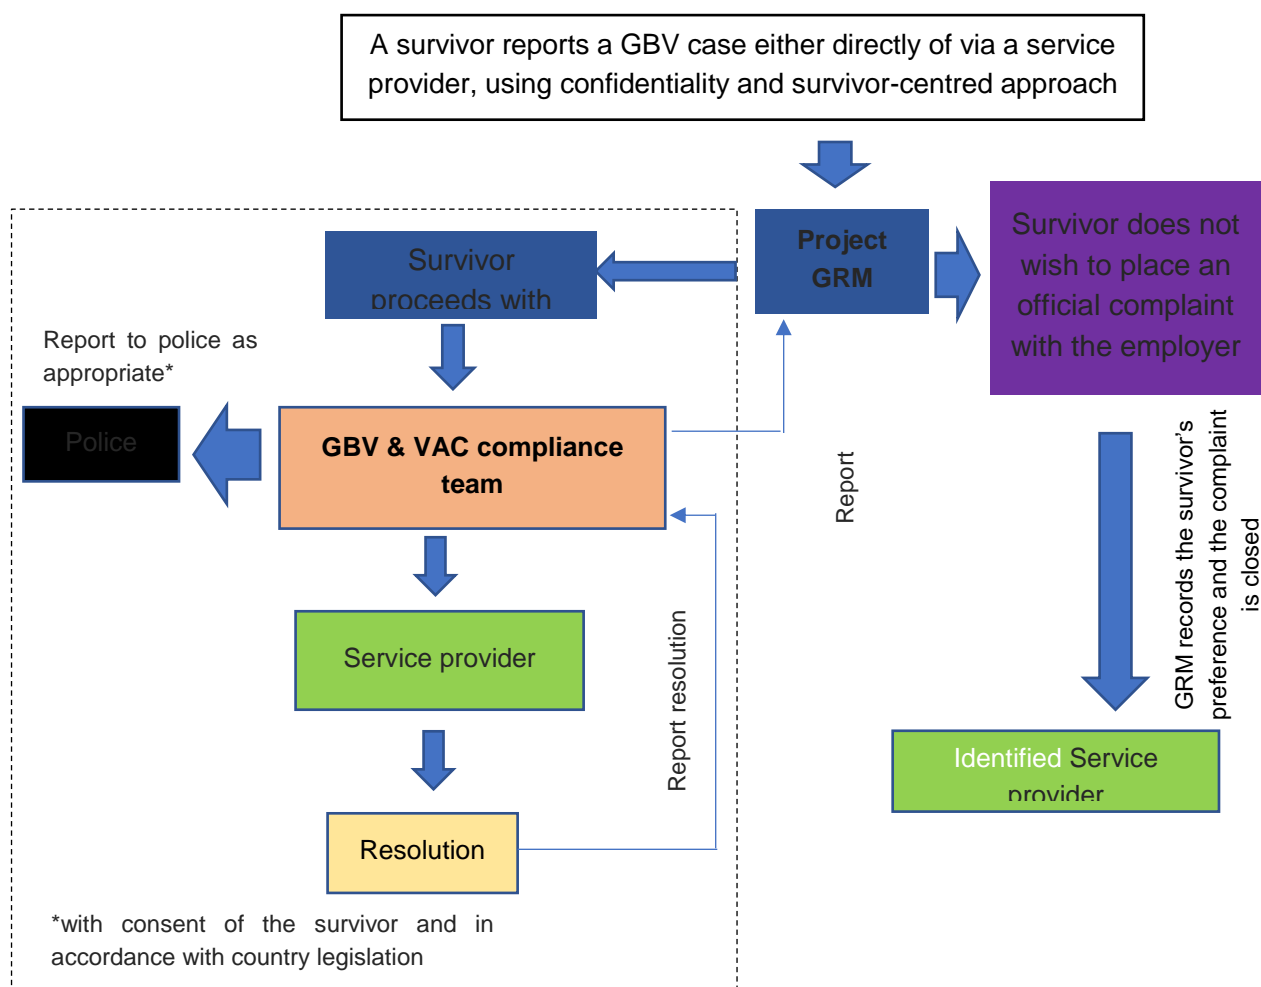 A survivor reports a GBV case either directly of via a service
provider, using confidentiality and survivor-centred approach
Project
GRM
Survivor does not
wish to place an
official complaint
with the employer
Survivor
proceeds with
Report to police as
appropriate*
Police
GBV & VAC compliance
team
Report
GRM records the survivor’s
preference and the complaint
is closed
Service provider
Report resolution
Identified Service
provider
Resolution
*with consent of the survivor and in
accordance with country legislation